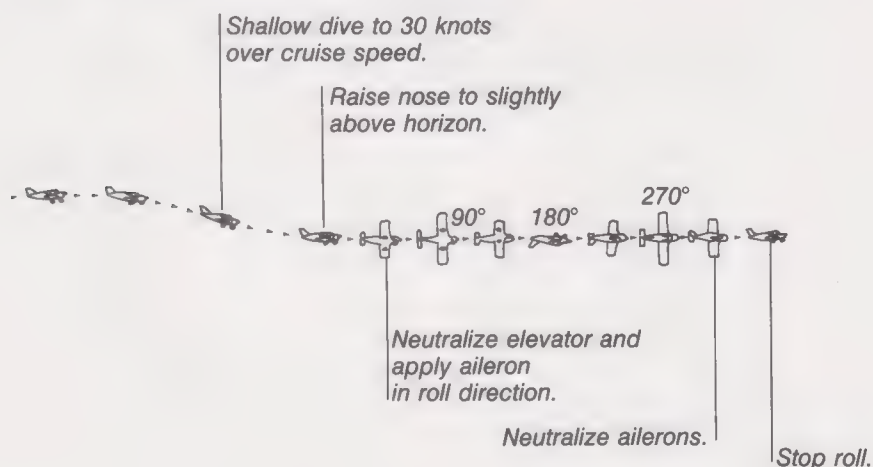 Shallow dive to 30 knots
over cruise speed.
Raise nose to slightly
above horizon.
90°
180°
270°
Neutralize elevator and
apply aileron
in roll direction.
Neutralize ailerons.
Stop roll.